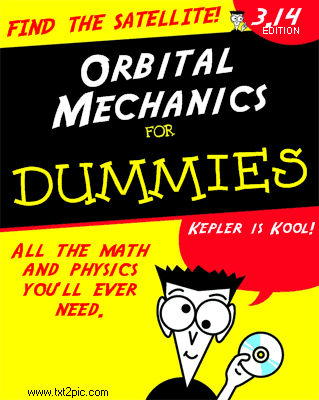 FIND THE SATELLITE!
3.14
EDITION
ORBITAL
MECHANICS
FOR
DUMMIES
KEPLER IS KOOL!
ALL THE MATH
AND PHYSICS
YOU'LL EVER
NEED.
www.txt2pic.com